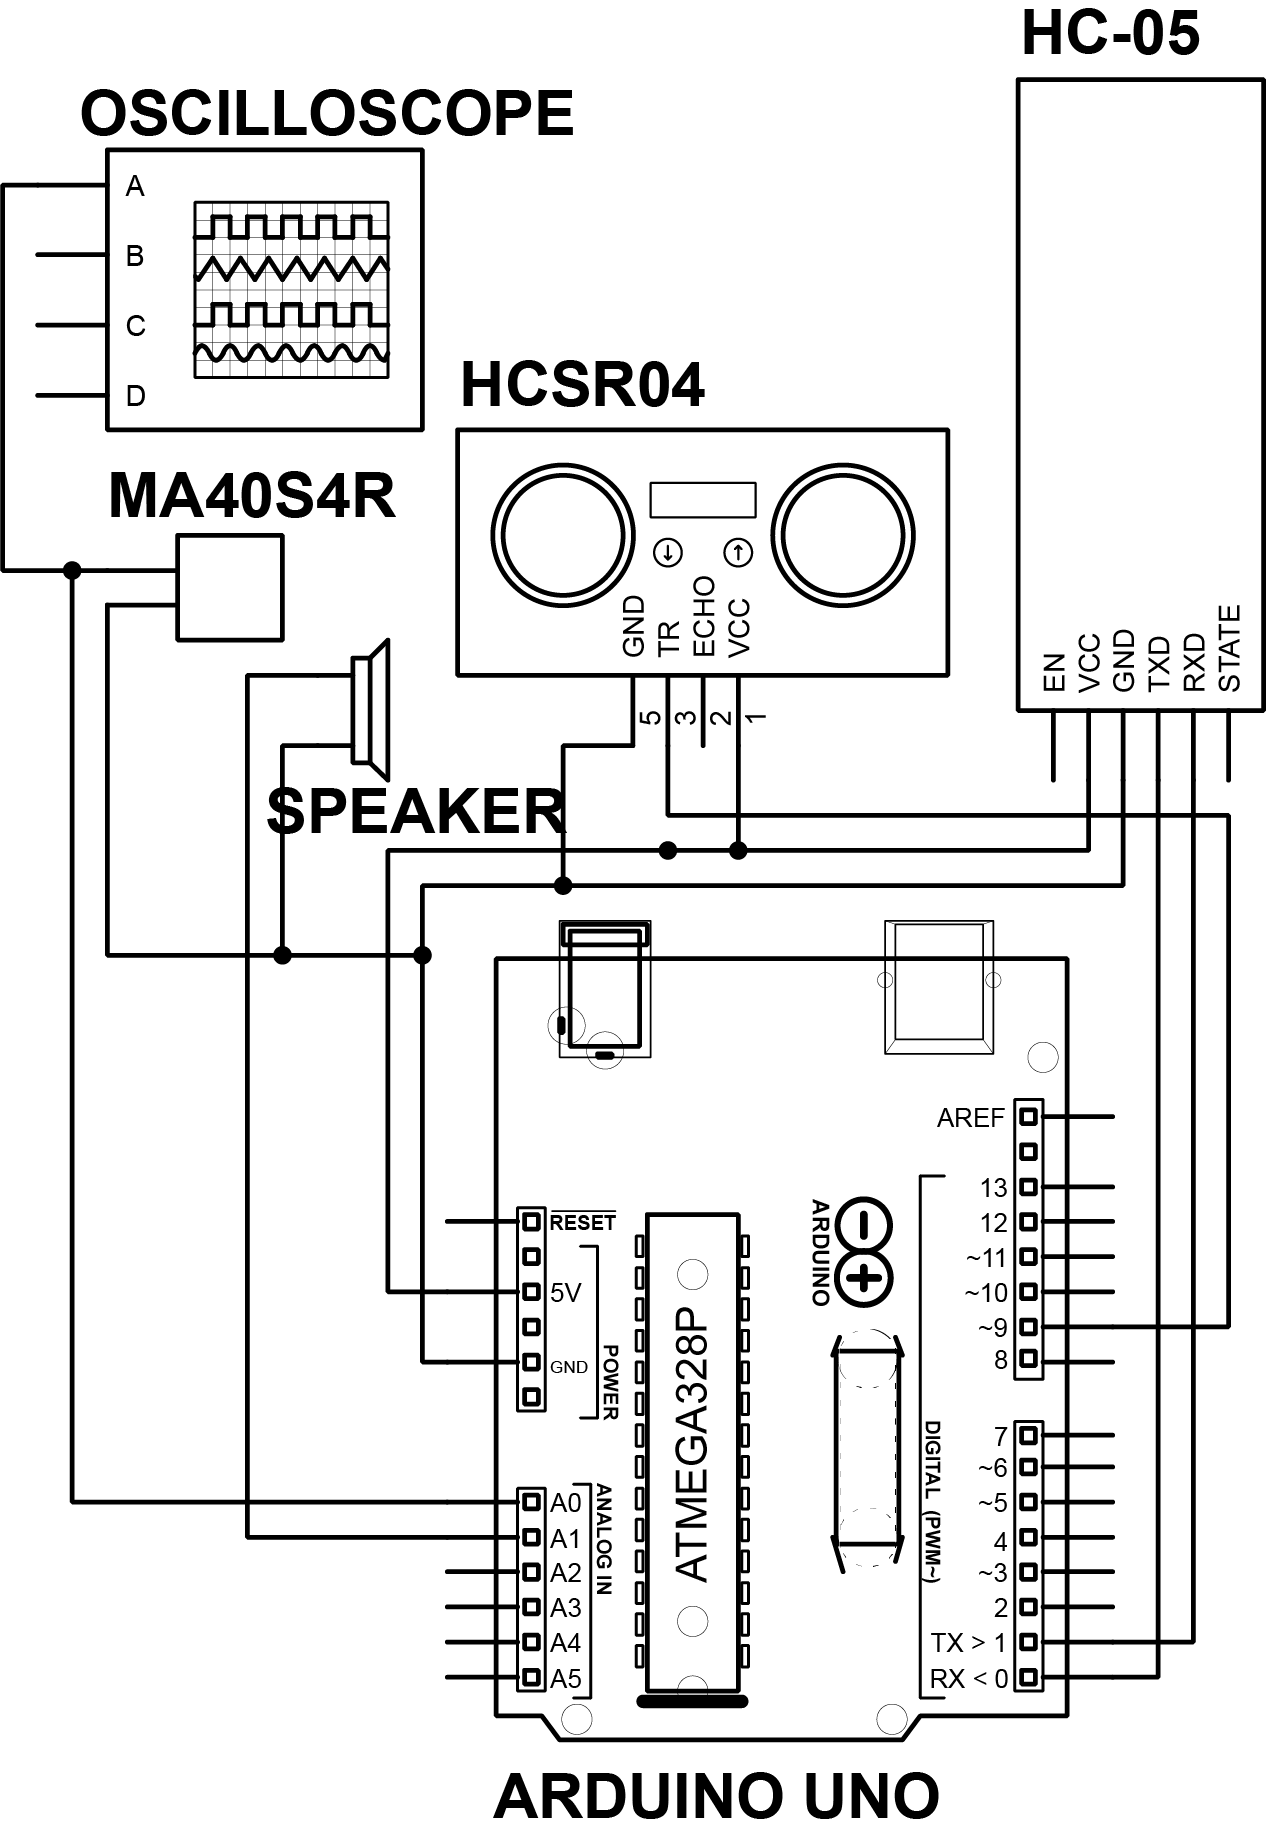 HC-05
OSCILLOSCOPE
A
B
C
D
HCSR04
MA40S4R
GND
TR
ECHO
VCC
5
3
2
1
EN
VCC
GND
TXD
RXD
STATE
SPEAKER
AREF
13
12
~11
~10
~9
8
RESET
5V
GND
POWER
ARDUINO
ATMEGA328P
DIGITAL (PWM~)
7
~6
~5
4
~3
2
TX > 1
RX < 0
A0
A1
A2
A3
A4
A5
ANALOG IN
ARDUINO UNO